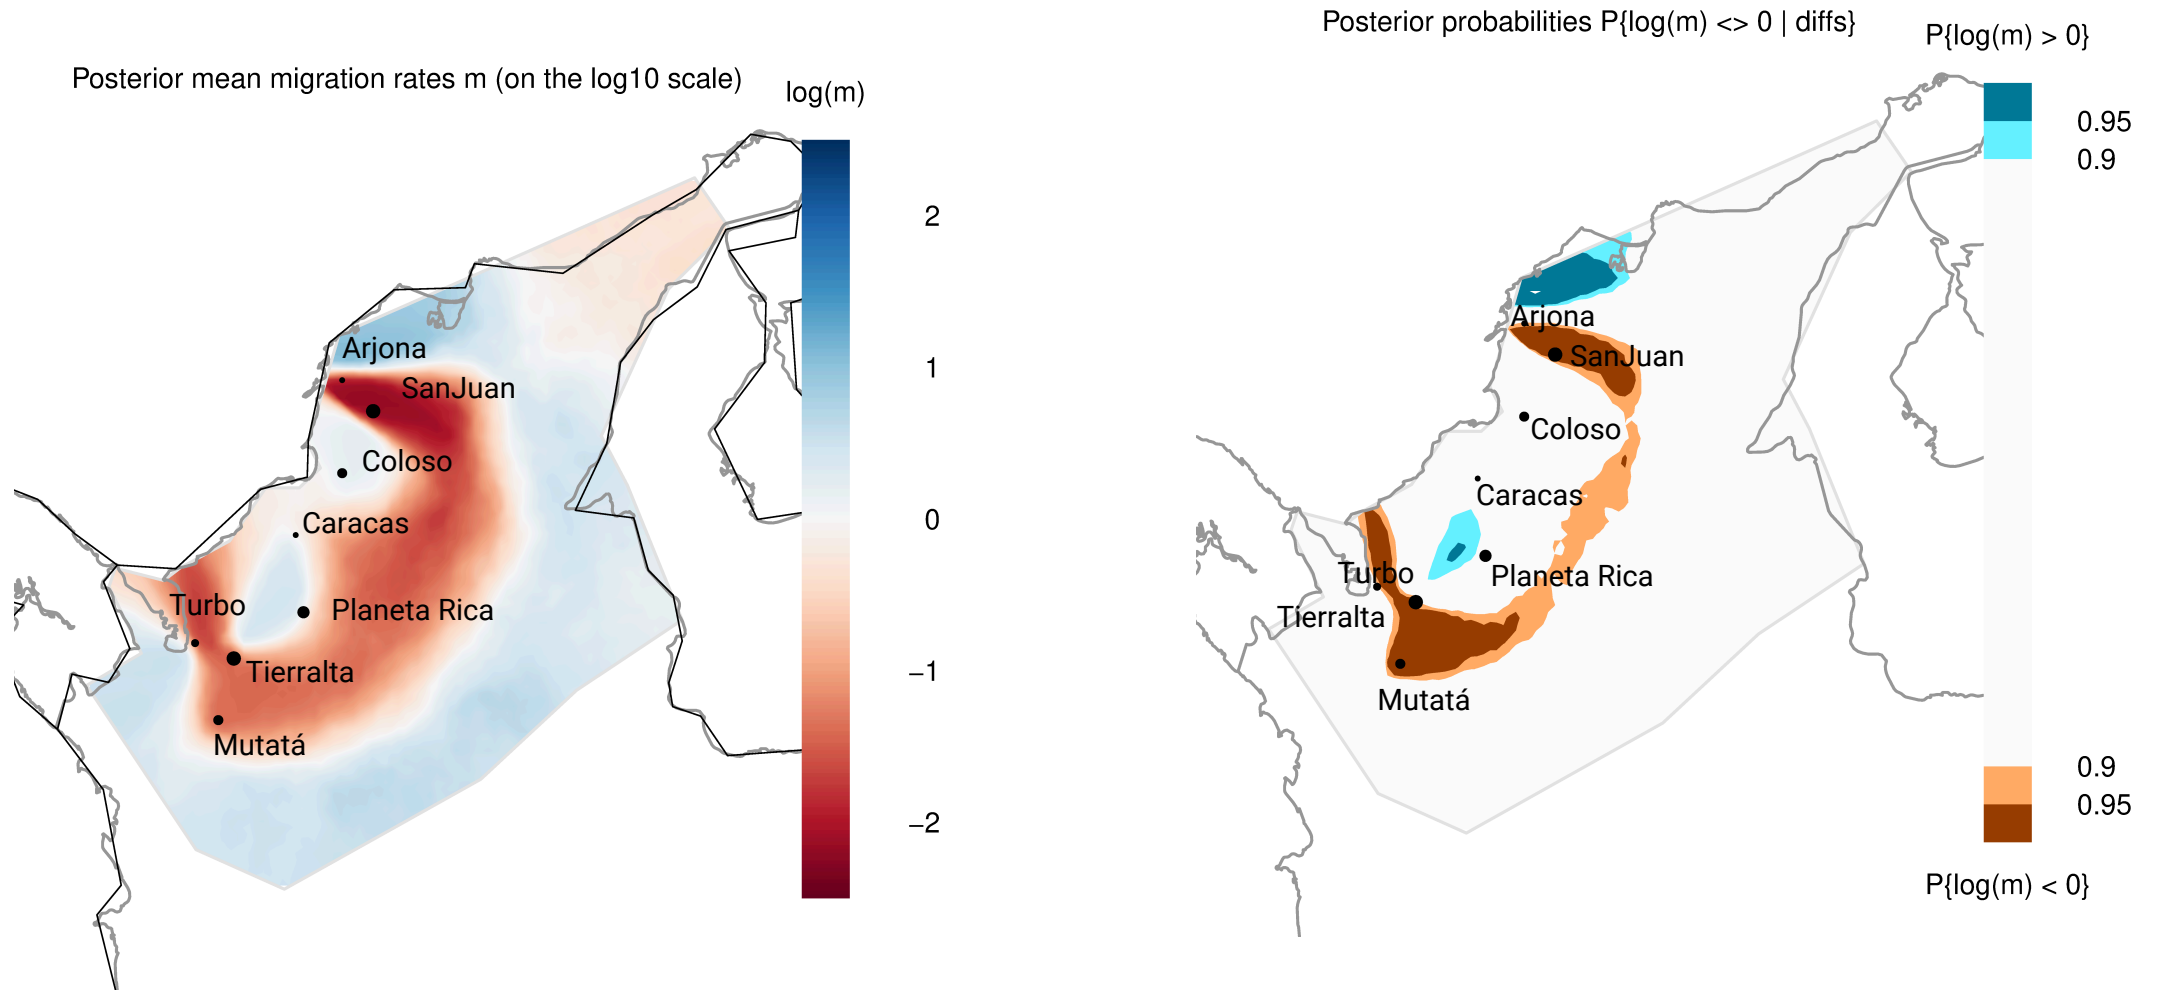 Posterior mean migration rates m (on the log10 scale)
log(m)
2
1
0
−1
−2
Arjona
SanJuan
Coloso
Caracas
Turbo
Planeta Rica
Tierralta
Mutatá
Posterior probabilities P{log(m) <> 0 | diffs}
P{log(m) > 0}
0.95
0.9
Arjona
SanJuan
Coloso
Caracas
Turbo
Planeta Rica
Tierralta
Mutatá
0.9
0.95
P{log(m) < 0}